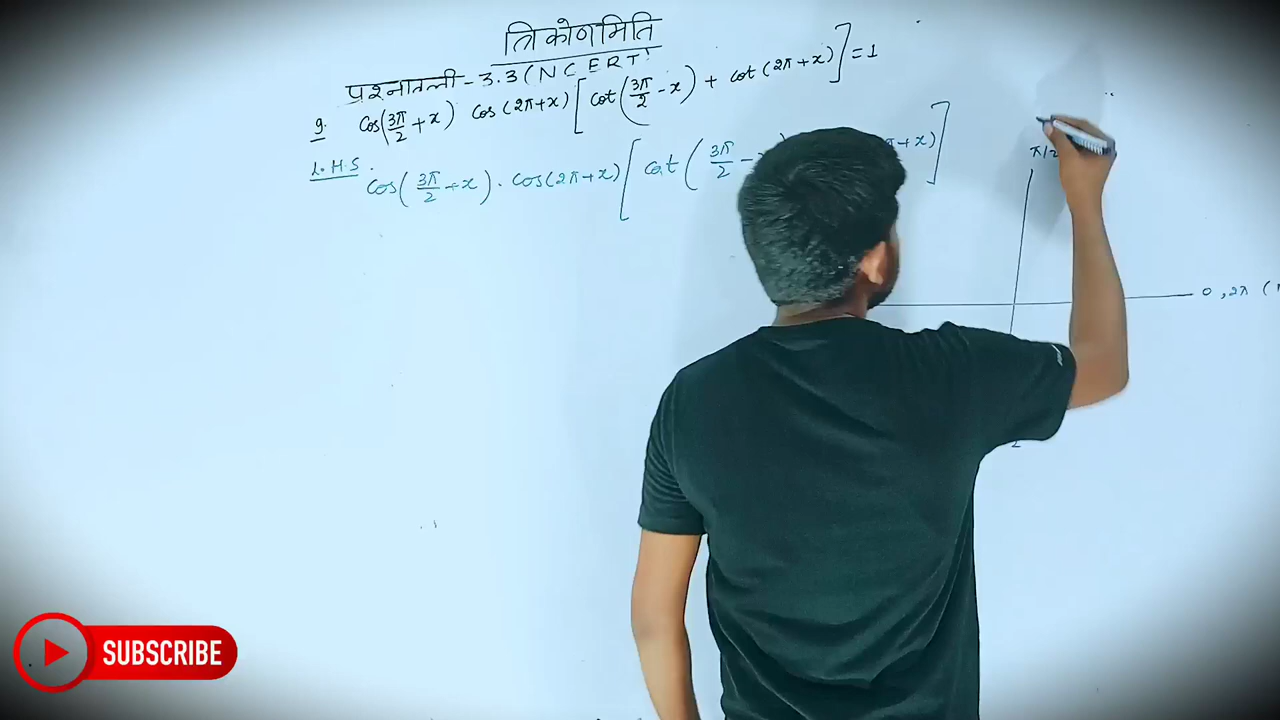 त्रिकोणमिति
प्रश्नावली - 3.3 (NCERT)
9. cos(3π/2 + x) cos (2π+x) [cot(3π/2 - x) + cot (2π+x)] = 1
L.H.S. cos(3π/2 + x) . cos(2π+x) [cot (3π/2 - π+x)]
π/2
0, 2π (
2
SUBSCRIBE